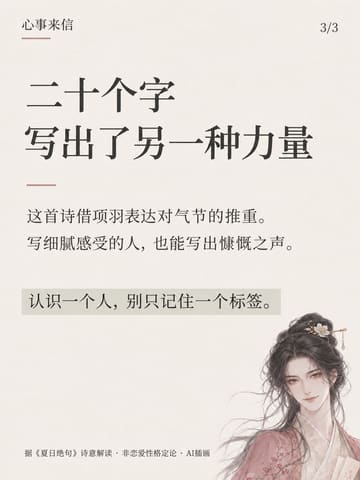 心事来信
3/3
二十个字
写出了另一种力量
这首诗借项羽表达对气节的推重。
写细腻感受的人，也能写出慷慨之声。
认识一个人，别只记住一个标签。
据《夏日绝句》诗意解读 · 非恋爱性格定论 · AI插画